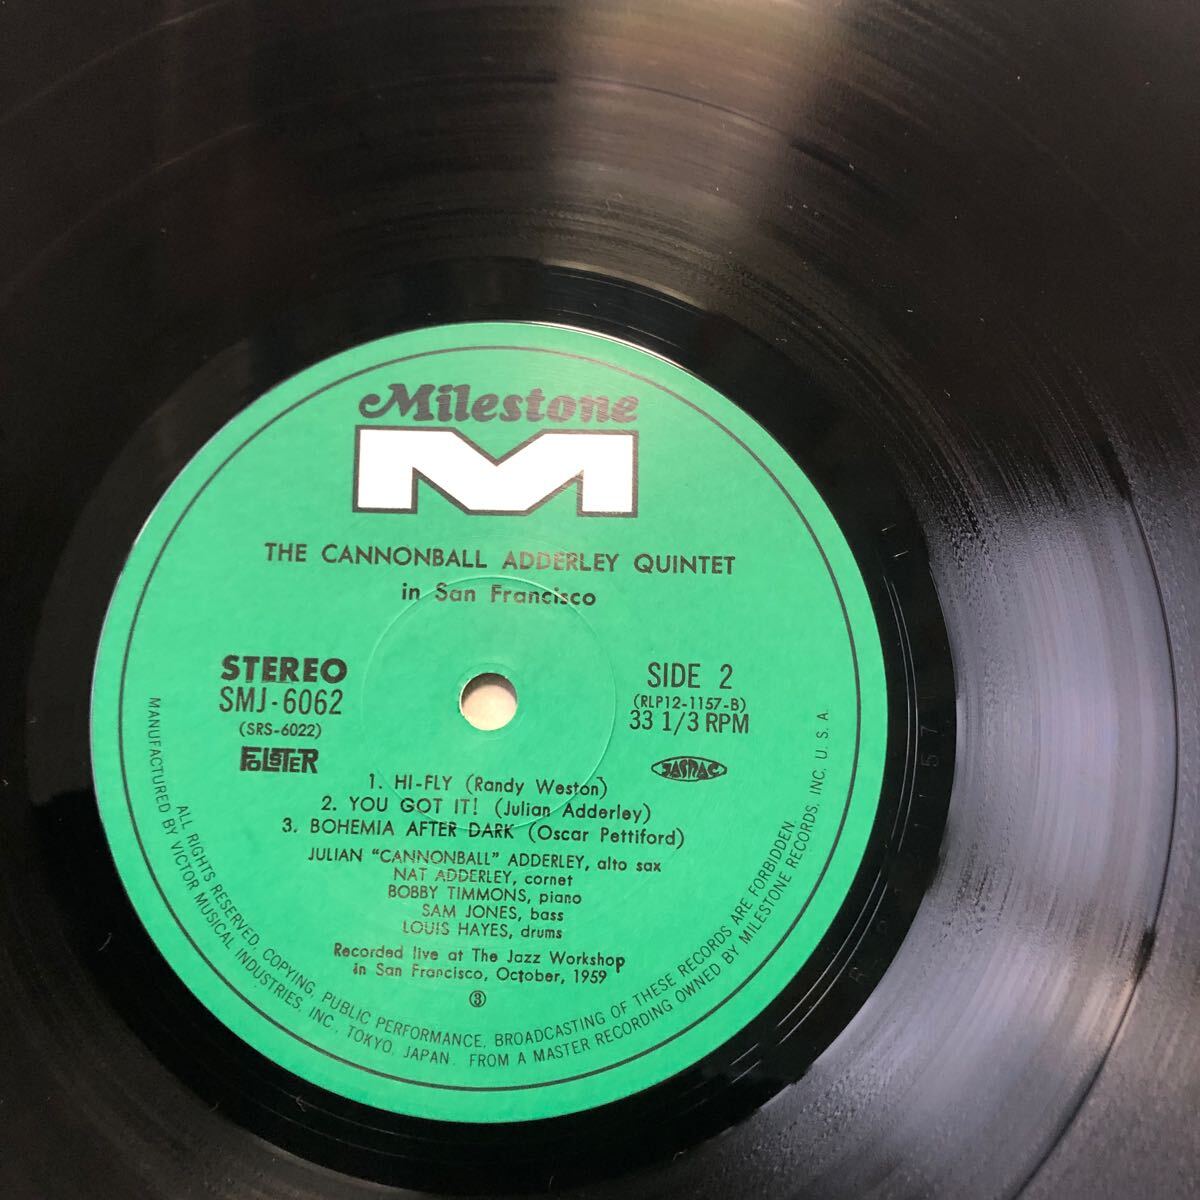 Milestone
M
THE CANNONBALL ADDERLEY QUINTET
in San Francisco
STEREO
SMJ-6062
(SRS-6022)
FOLSTER
SIDE 2
(RLP12-1157-B)
33 1/3 RPM
JASRAC
1. HI-FLY (Randy Weston)
2. YOU GOT IT! (Julian Adderley)
3. BOHEMIA AFTER DARK (Oscar Pettiford)
JULIAN "CANNONBALL" ADDERLEY, alto sax
NAT ADDERLEY, cornet
BOBBY TIMMONS, piano
SAM JONES, bass
LOUIS HAYES, drums
Recorded live at The Jazz Workshop
in San Francisco, October, 1959
③
ALL RIGHTS RESERVED, COPYING, PUBLIC PERFORMANCE, BROADCASTING OF THESE RECORDS ARE FORBIDDEN.
MANUFACTURED BY VICTOR MUSICAL INDUSTRIES, INC., TOKYO, JAPAN. FROM A MASTER RECORDING OWNED BY MILESTONE RECORDS, INC. U. S. A.